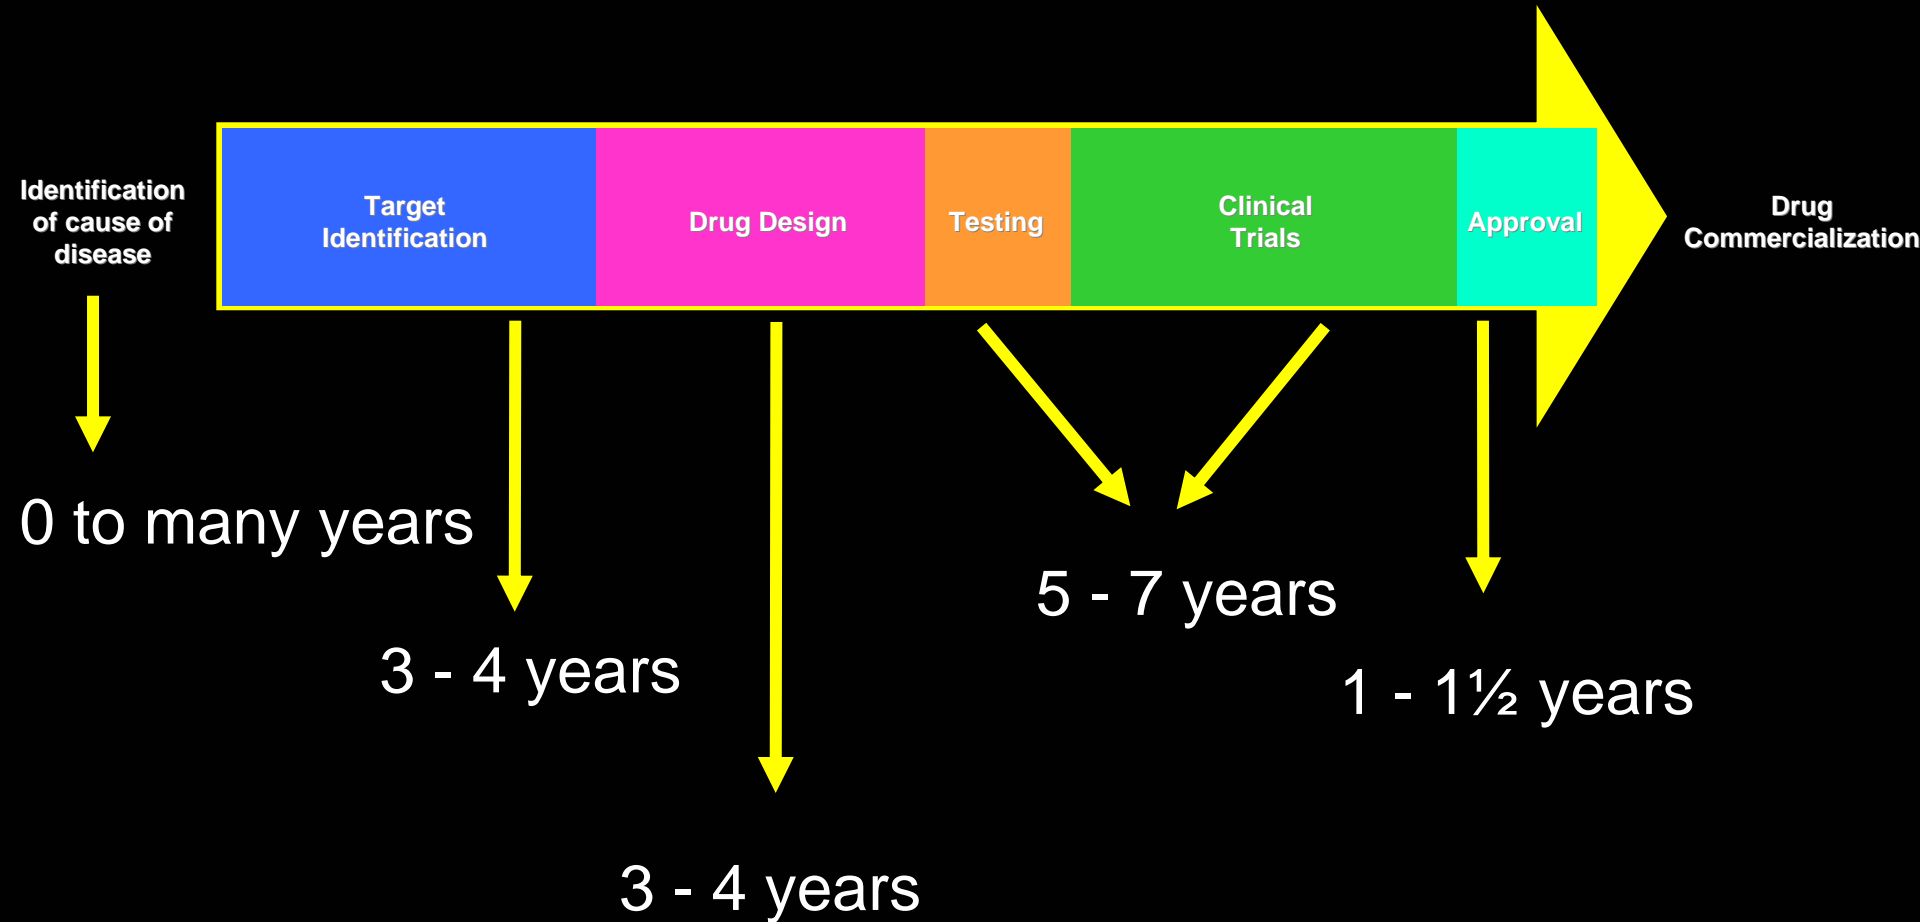 Identification
of cause of
disease
Target
Identification
Drug Design
Testing
Clinical
Trials
Approval
Drug
Commercialization
0 to many years
3 - 4 years
3 - 4 years
5 - 7 years
1 - 1½ years